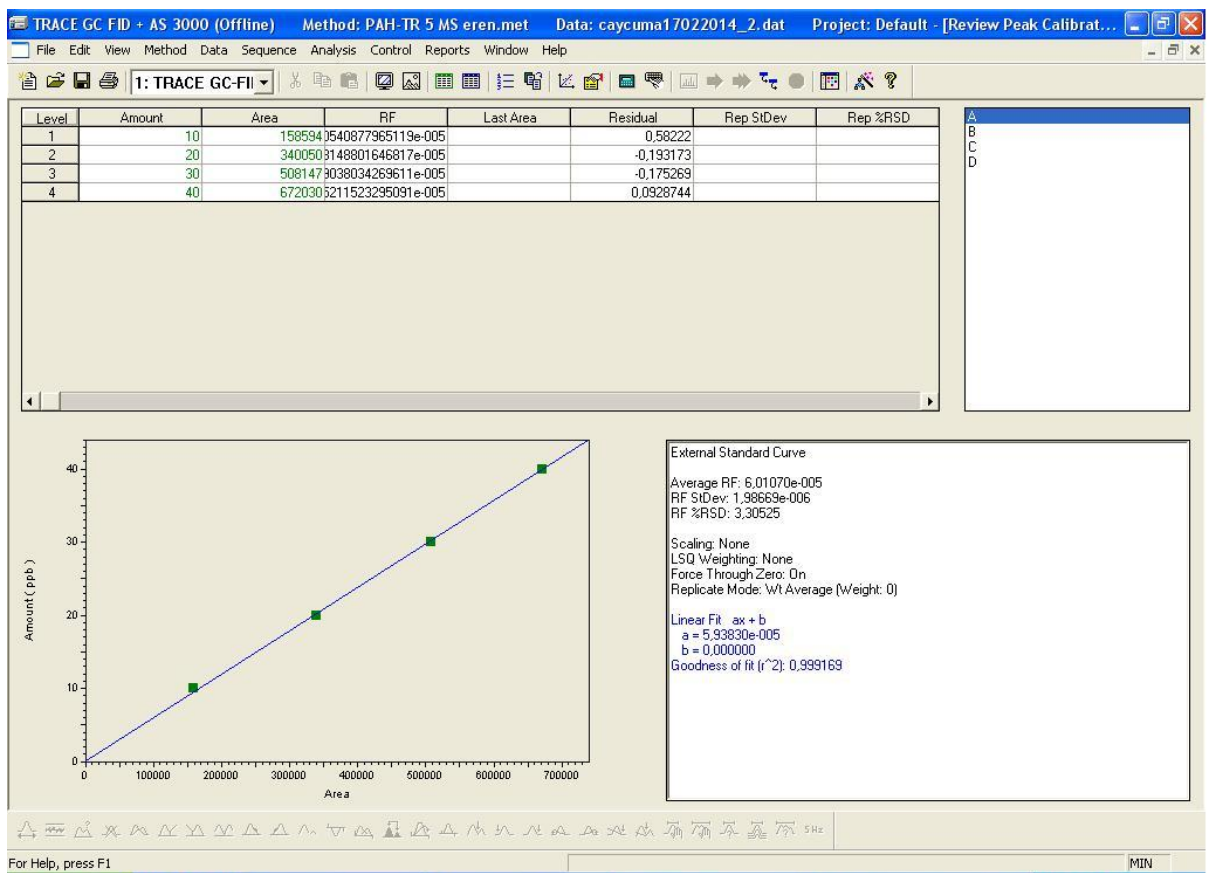 TRACE GC FID + AS 3000 (Offline) Method: PAH-TR 5 MS eren.met Data: caycuma17022014_2.dat Project: Default - [Review Peak Calibrat...
File Edit View Method Data Sequence Analysis Control Reports Window Help
1: TRACE GC-FII
Level Amount Area RF Last Area Residual Rep StDev Rep %RSD
1 10 158594 0540877965119e-005 0,58222
2 20 340050 8148801646817e-005 -0,193173
3 30 508147 9038034269611e-005 -0,175269
4 40 672030 5211523295091e-005 0,0928744
A
B
C
D
40
30
20
10
0
Amount ( ppb )
0 100000 200000 300000 400000 500000 600000 700000
Area
External Standard Curve
Average RF: 6,01070e-005
RF StDev: 1,98669e-006
RF %RSD: 3,30525
Scaling: None
LSQ Weighting: None
Force Through Zero: On
Replicate Mode: Wt Average (Weight: 0)
Linear Fit ax + b
a = 5,93830e-005
b = 0,000000
Goodness of fit (r^2): 0,999169
5 Hz
For Help, press F1
MIN